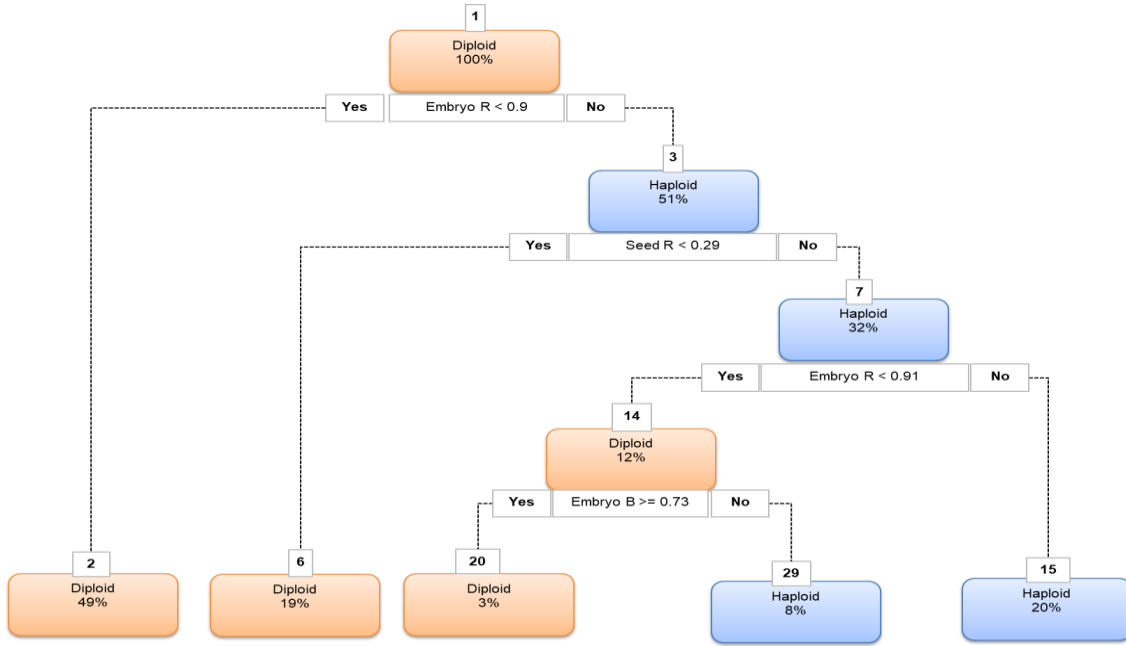 1
Diploid
100%
Yes Embryo R < 0.9 No
3
Haploid
51%
Yes Seed R < 0.29 No
7
Haploid
32%
Yes Embryo R < 0.91 No
14
Diploid
12%
Yes Embryo B >= 0.73 No
2
Diploid
49%
6
Diploid
19%
20
Diploid
3%
29
Haploid
8%
15
Haploid
20%